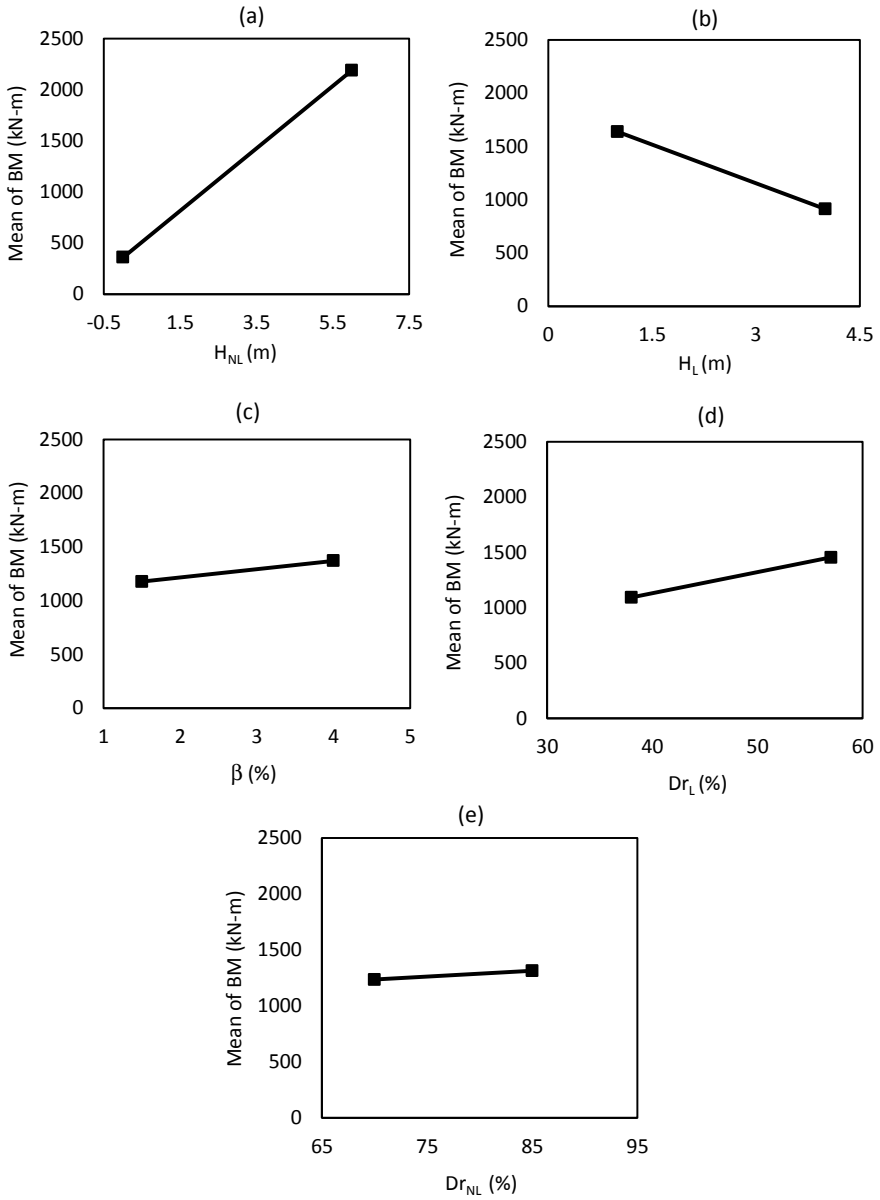 (a)
Mean of BM (kN-m)
2500
2000
1500
1000
500
0
-0.5 1.5 3.5 5.5 7.5
H_NL (m)
(b)
Mean of BM (kN-m)
2500
2000
1500
1000
500
0
0 1.5 3 4.5
H_L (m)
(c)
Mean of BM (kN-m)
2500
2000
1500
1000
500
0
1 2 3 4 5
β (%)
(d)
Mean of BM (kN-m)
2500
2000
1500
1000
500
0
30 40 50 60
Dr_L (%)
(e)
Mean of BM (kN-m)
2500
2000
1500
1000
500
0
65 75 85 95
Dr_NL (%)